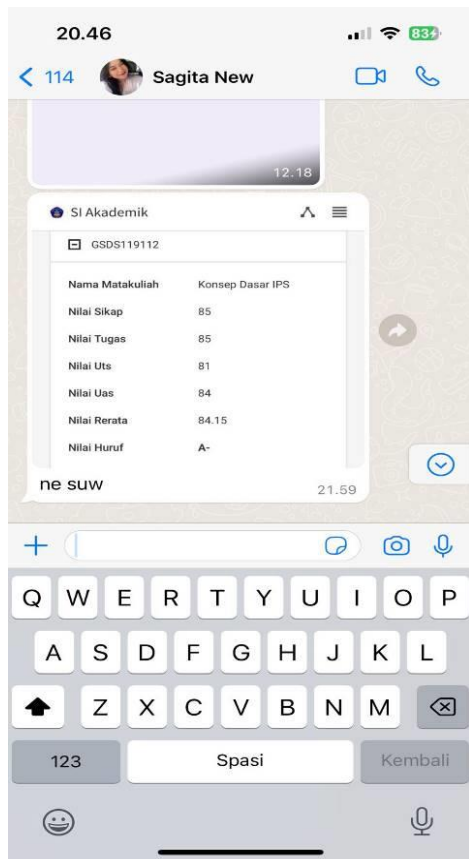 20.46
83
114 Sagita New
12.18
SI Akademik
GSDS119112
Nama Matakuliah Konsep Dasar IPS
Nilai Sikap 85
Nilai Tugas 85
Nilai Uts 81
Nilai Uas 84
Nilai Rerata 84.15
Nilai Huruf A-
ne suw
21.59
Q W E R T Y U I O P
A S D F G H J K L
Z X C V B N M
123 Spasi Kembali